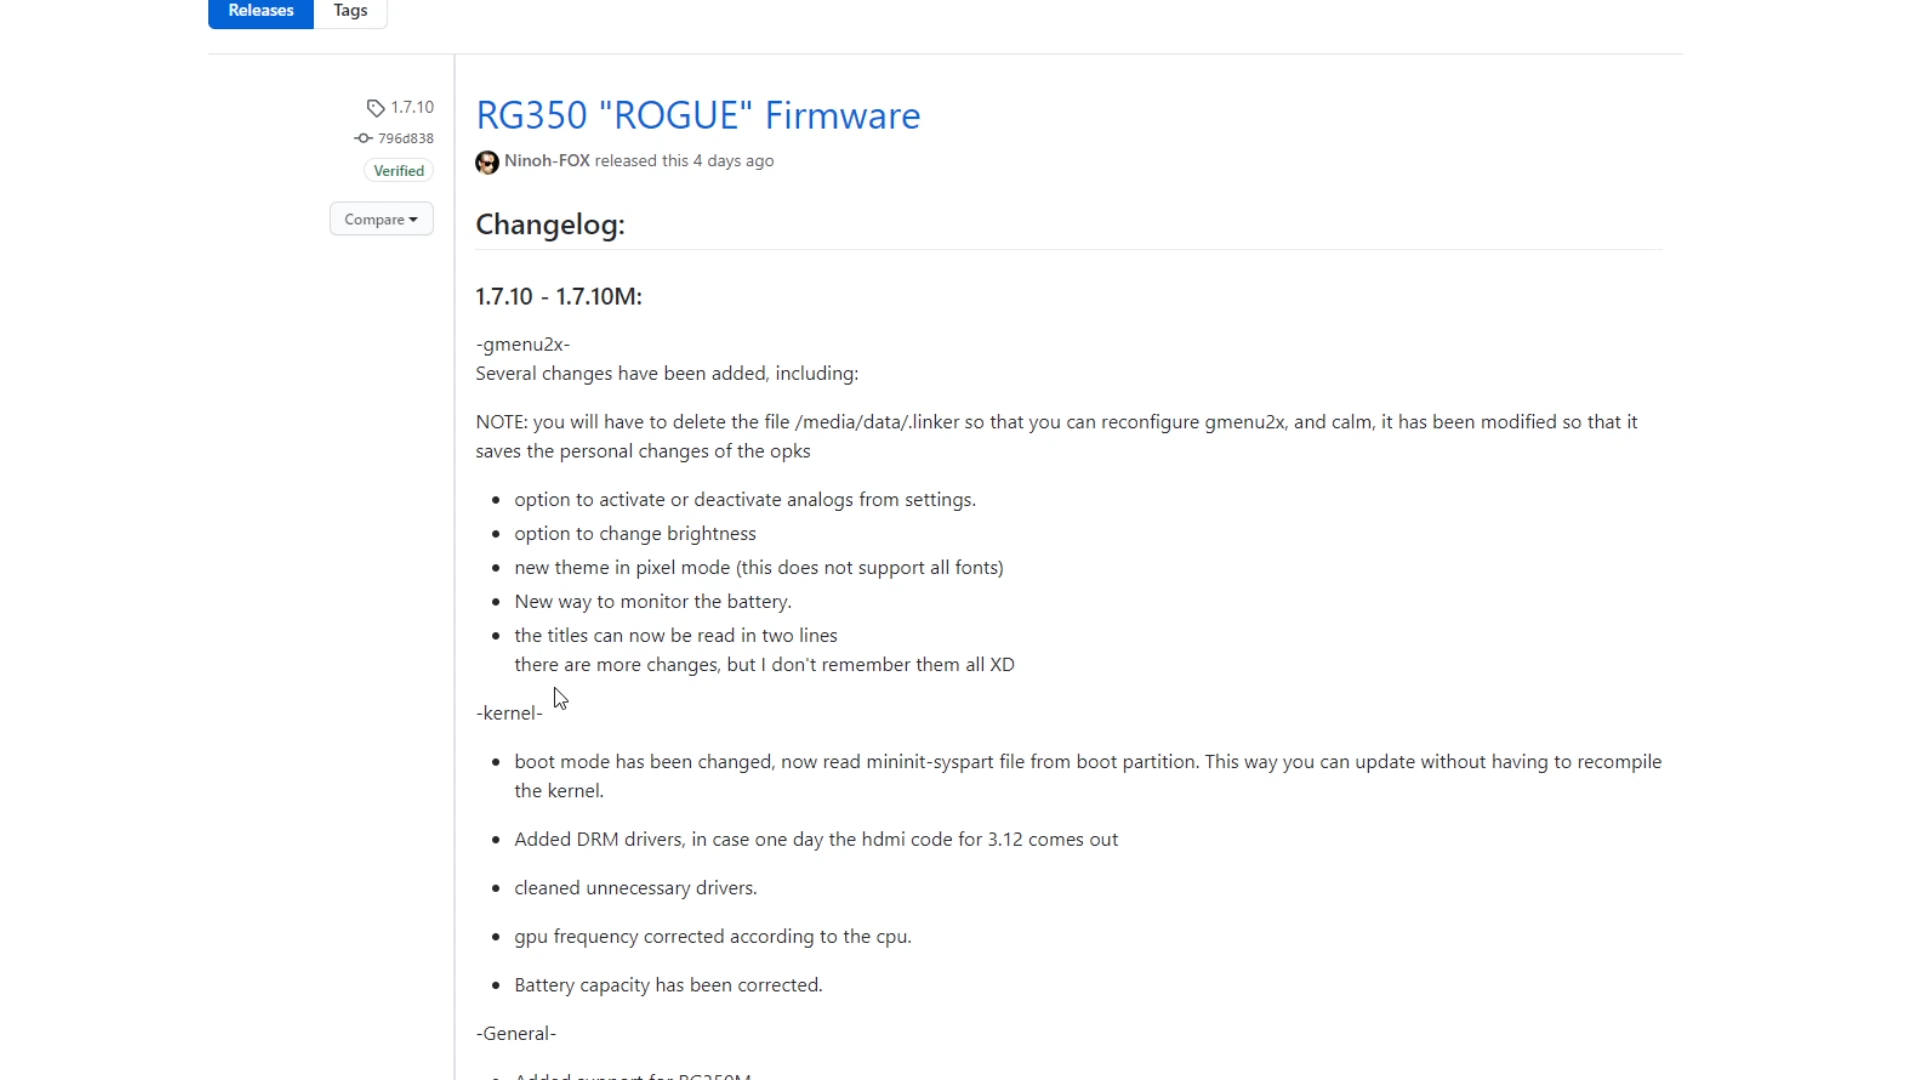 Releases
Tags
1.7.10
796d838
Verified
Compare
RG350 "ROGUE" Firmware
Ninoh-FOX released this 4 days ago
Changelog:
1.7.10 - 1.7.10M:
-gmenu2x-
Several changes have been added, including:
NOTE: you will have to delete the file /media/data/.linker so that you can reconfigure gmenu2x, and calm, it has been modified so that it
saves the personal changes of the opks
option to activate or deactivate analogs from settings.
option to change brightness
new theme in pixel mode (this does not support all fonts)
New way to monitor the battery.
the titles can now be read in two lines
there are more changes, but I don't remember them all XD
-kernel-
boot mode has been changed, now read mininit-syspart file from boot partition. This way you can update without having to recompile
the kernel.
Added DRM drivers, in case one day the hdmi code for 3.12 comes out
cleaned unnecessary drivers.
gpu frequency corrected according to the cpu.
Battery capacity has been corrected.
-General-
Added support for RG350M